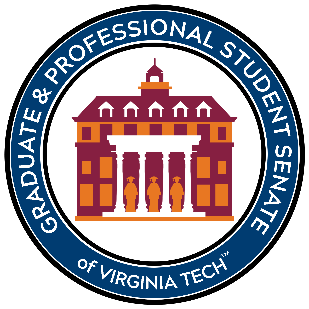 GRADUATE & PROFESSIONAL STUDENT SENATE
of VIRGINIA TECH™